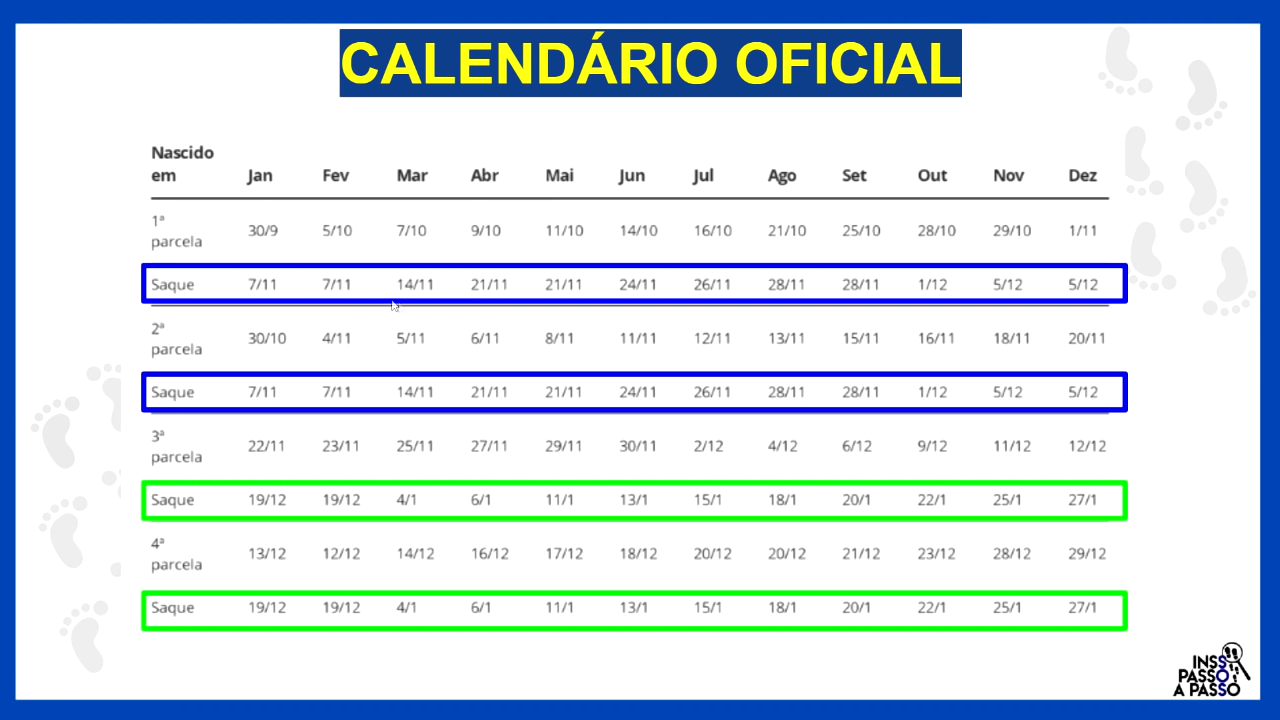 CALENDÁRIO OFICIAL
Nascido
em Jan Fev Mar Abr Mai Jun Jul Ago Set Out Nov Dez
1ª
parcela 30/9 5/10 7/10 9/10 11/10 14/10 16/10 21/10 25/10 28/10 29/10 1/11
Saque 7/11 7/11 14/11 21/11 21/11 24/11 26/11 28/11 28/11 1/12 5/12 5/12
2ª
parcela 30/10 4/11 5/11 6/11 8/11 11/11 12/11 13/11 15/11 16/11 18/11 20/11
Saque 7/11 7/11 14/11 21/11 21/11 24/11 26/11 28/11 28/11 1/12 5/12 5/12
3ª
parcela 22/11 23/11 25/11 27/11 29/11 30/11 2/12 4/12 6/12 9/12 11/12 12/12
Saque 19/12 19/12 4/1 6/1 11/1 13/1 15/1 18/1 20/1 22/1 25/1 27/1
4ª
parcela 13/12 12/12 14/12 16/12 17/12 18/12 20/12 20/12 21/12 23/12 28/12 29/12
Saque 19/12 19/12 4/1 6/1 11/1 13/1 15/1 18/1 20/1 22/1 25/1 27/1
INSS
PASSO
A PASSO